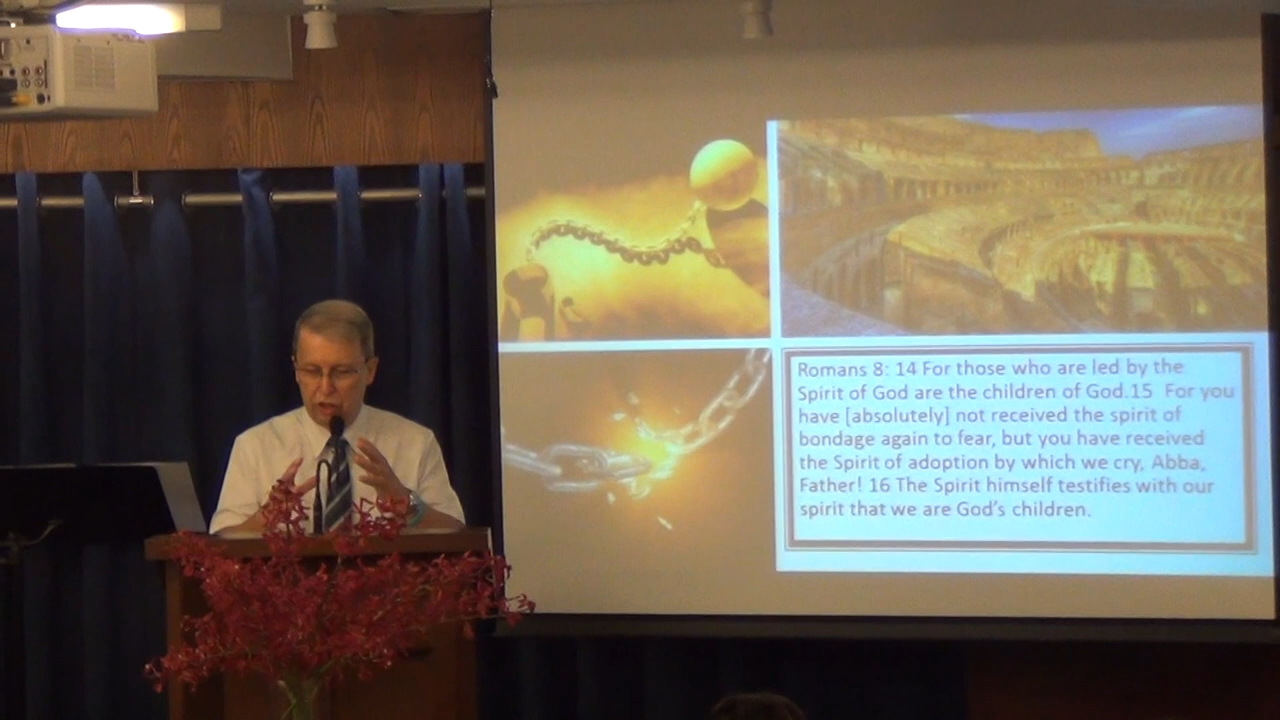 Romans 8: 14 For those who are led by the
Spirit of God are the children of God.15 For you
have [absolutely] not received the spirit of
bondage again to fear, but you have received
the Spirit of adoption by which we cry, Abba,
Father! 16 The Spirit himself testifies with our
spirit that we are God's children.